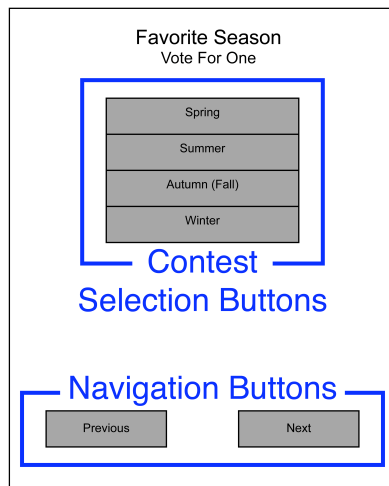 Favorite Season
Vote For One
Spring
Summer
Autumn (Fall)
Winter
Contest
Selection Buttons
Navigation Buttons
Previous
Next